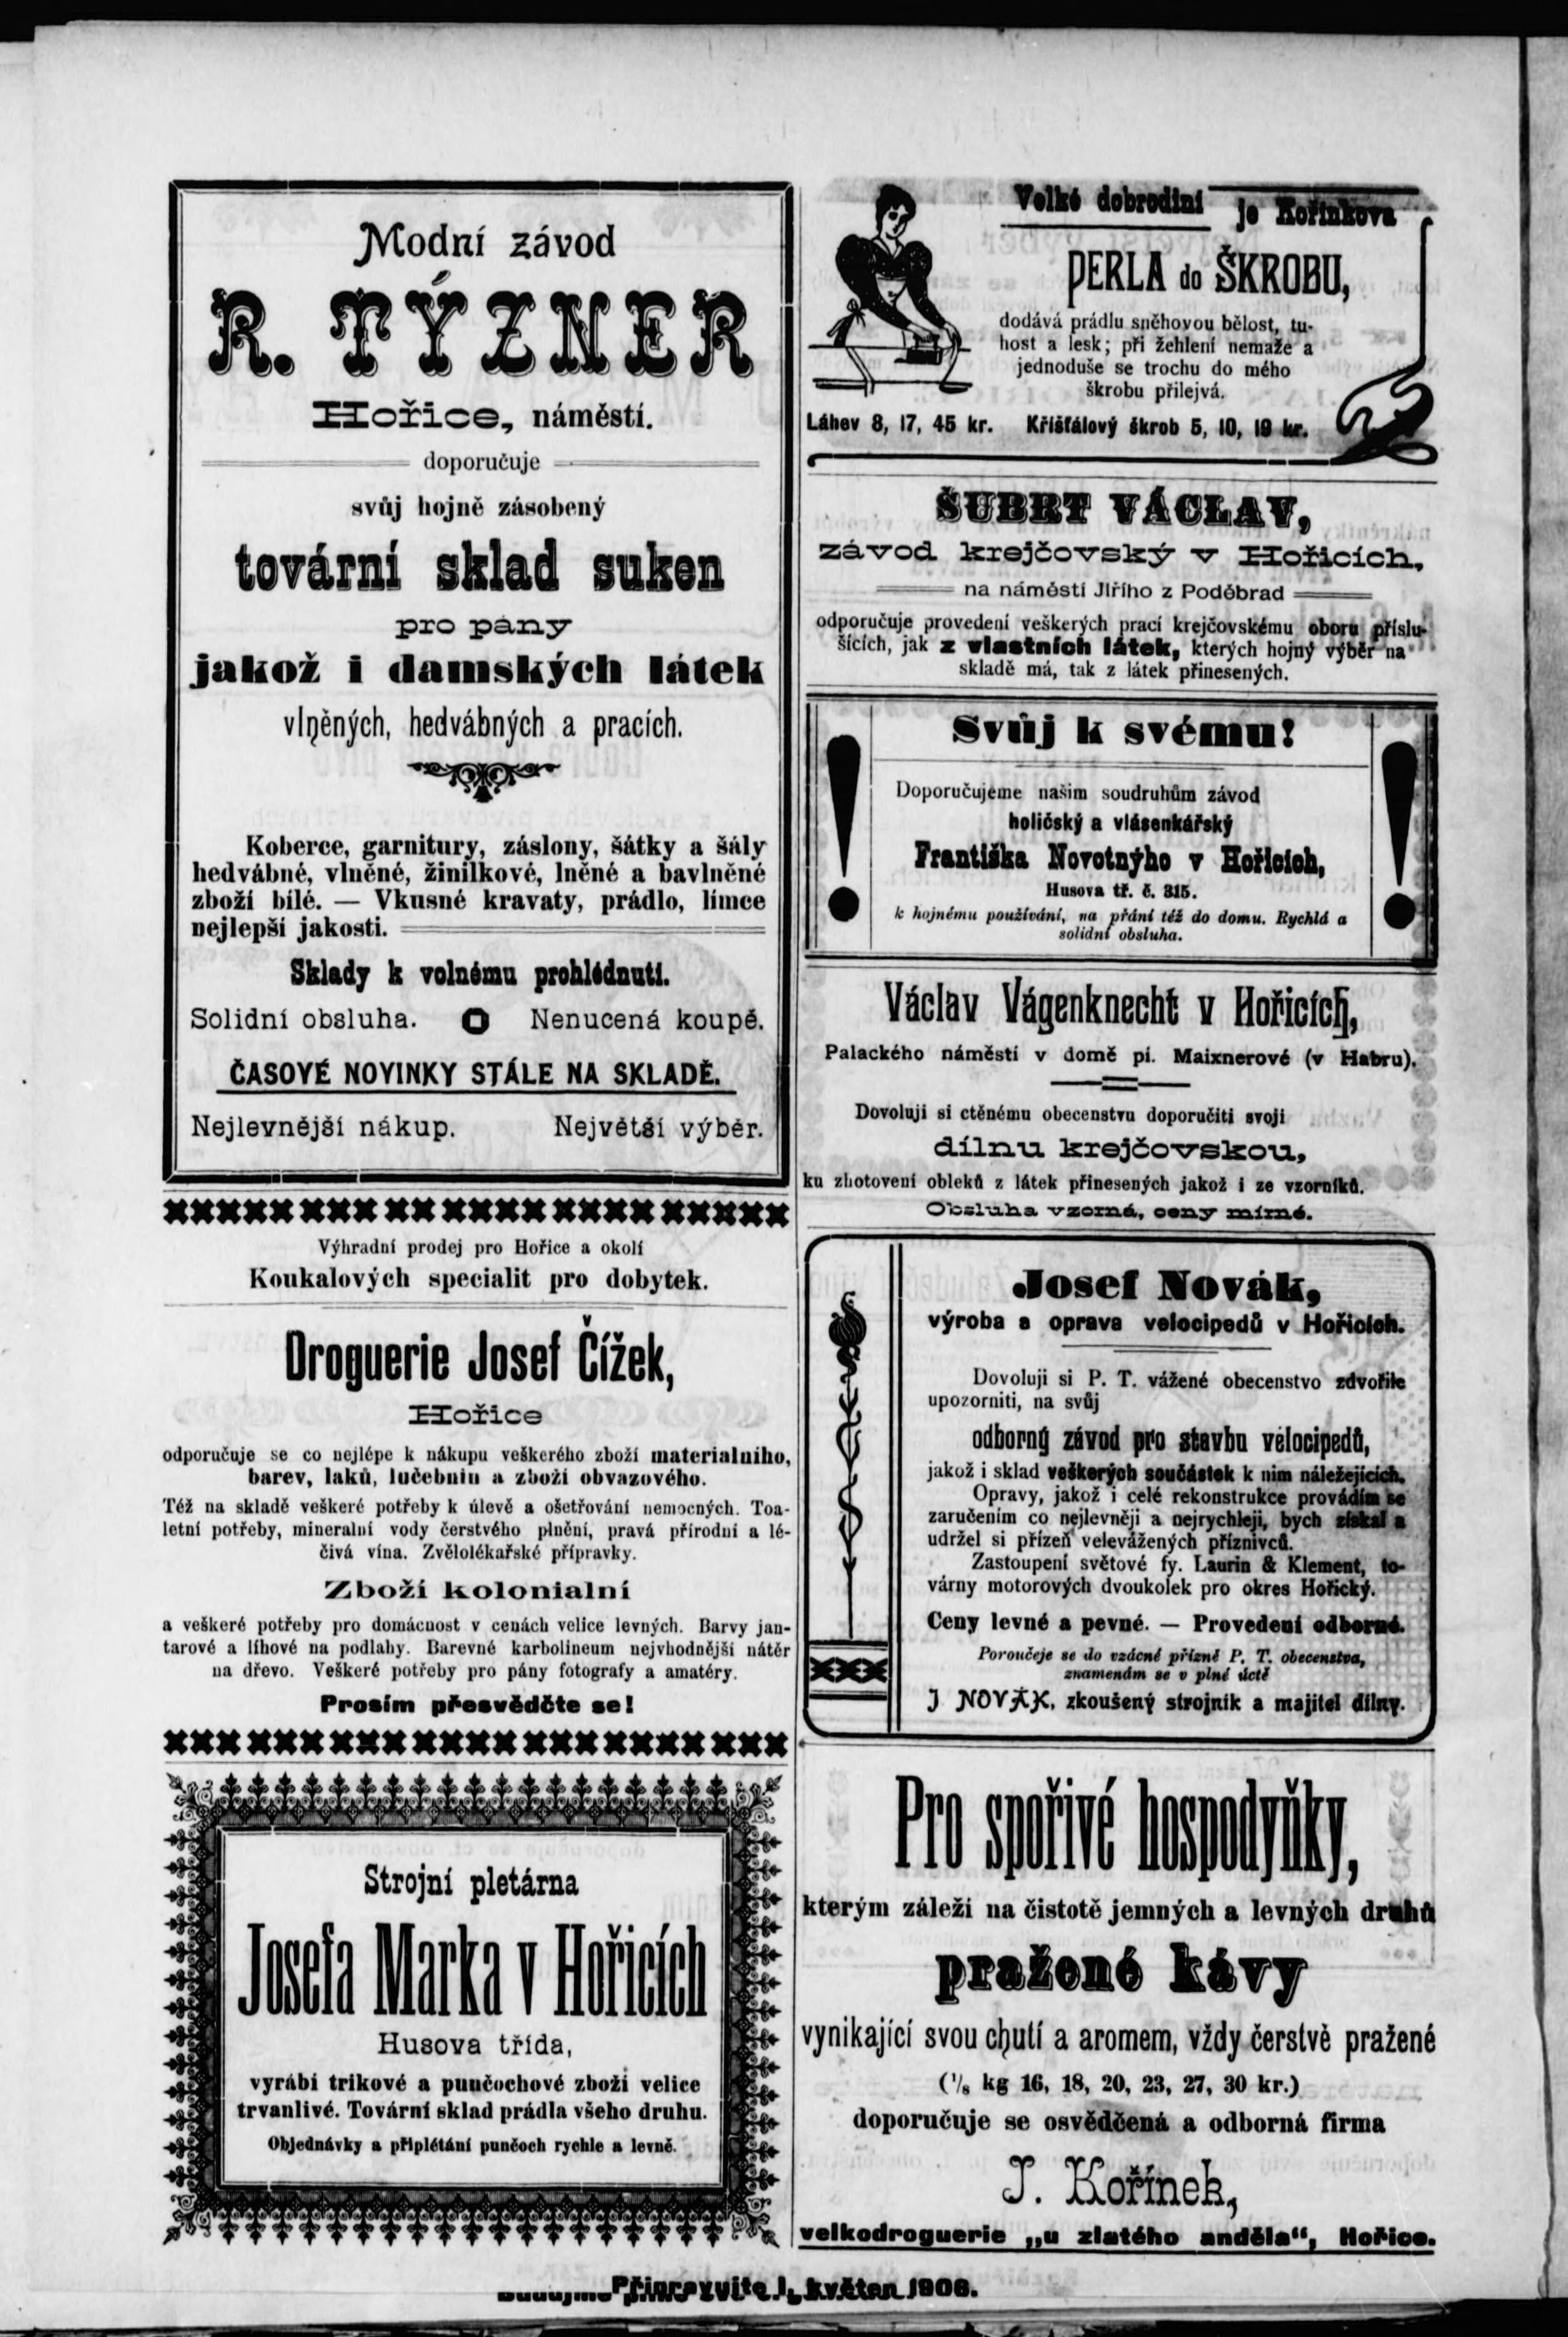 Modní závod
R. TÝZNER
Hořice, náměstí.
doporučuje
svůj hojně zásobený
tovární sklad suken
pro pány
jakož i damských látek
vlněných, hedvábných a pracích.
Koberce, garnitury, záslony, šátky a šály
hedvábné, vlněné, žinilkové, lněné a bavlněné
zboží bílé. — Vkusné kravaty, prádlo, límce
nejlepší jakosti.
Sklady k volnému prohlédnutí.
Solidní obsluha. Nenucená koupě.
ČASOVÉ NOVINKY STÁLE NA SKLADĚ.
Nejlevnější nákup. Největší výběr.
Výhradní prodej pro Hořice a okolí
Koukalových specialit pro dobytek.
Droguerie Josef Čížek,
Hořice
odporučuje se co nejlépe k nákupu veškerého zboží materialního,
barev, laků, lučebnin a zboží obvazového.
Též na skladě veškeré potřeby k úlevě a ošetřování nemocných. Toa-
letní potřeby, mineralní vody čerstvého plnění, pravá přírodní a lé-
čivá vína. Zvělolékařské přípravky.
Zboží kolonialní
a veškeré potřeby pro domácnost v cenách velice levných. Barvy jan-
tarové a líhové na podlahy. Barevné karbolineum nejvhodnější nátěr
na dřevo. Veškeré potřeby pro pány fotografy a amatéry.
Prosím přesvědčte se!
Strojní pletárna
Josefa Marka v Hořicích
Husova třída,
vyrábí trikové a punčochové zboží velice
trvanlivé. Tovární sklad prádla všeho druhu.
Objednávky a připlétání punčoch rychle a levně.
Velké dobrodiní je Kořínkova
PERLA do ŠKROBU,
dodává prádlu sněhovou bělost, tu-
host a lesk; při žehlení nemaže a
jednoduše se trochu do mého
škrobu přilejvá.
Láhev 8, 17, 45 kr. Křišťálový škrob 5, 10, 19 kr.
ŠUBRT VÁCLAV,
závod krejčovský v Hořicích,
na náměstí Jiřího z Poděbrad
odporučuje provedení veškerých prací krejčovskému oboru příslu-
šících, jak z vlastních látek, kterých hojný výběr na
skladě má, tak z látek přinesených.
Svůj k svému!
Doporučujeme našim soudruhům závod
holičský a vlásenkářský
Františka Novotnýho v Hořicích,
Husova tř. č. 315.
k hojnému používání, na přání též do domu. Rychlá a
solidní obsluha.
! !
Václav Vágenknecht v Hořicích,
Palackého náměstí v domě pí. Maixnerové (v Habru).
Dovoluji si ctěnému obecenstvu doporučiti svoji
dílnu krejčovskou,
ku zhotovení obleků z látek přinesených jakož i ze vzorníků.
Obsluha vzorná, ceny mírné.
Josef Novák,
výroba a oprava velocipedů v Hořicích.
Dovoluji si P. T. vážené obecenstvo zdvořile
upozorniti, na svůj
odborný závod pro stavbu velocipedů,
jakož i sklad veškerých součástek k nim náležejících.
Opravy, jakož i celé rekonstrukce provádím se
zaručením co nejlevněji a nejrychleji, bych získal a
udržel si přízeň velevážených příznivců.
Zastoupení světové fy. Laurin & Klement, to-
várny motorových dvoukolek pro okres Hořický.
Ceny levné a pevné. — Provedení odborné.
Poroučeje se do vzácné přízně P. T. obecenstva,
znamenám se v plné úctě
J NOVÁK, zkoušený strojník a majitel dílny.
Pro spořivé hospodyňky,
kterým záleží na čistotě jemných a levných druhů
pražené kávy
vynikající svou chutí a aromem, vždy čerstvě pražené
(1/8 kg 16, 18, 20, 23, 27, 30 kr.)
doporučuje se osvědčená a odborná firma
J. Kořínek,
velkodroguerie „u zlatého anděla“, Hořice.
Připravujte 1. květen 1906.